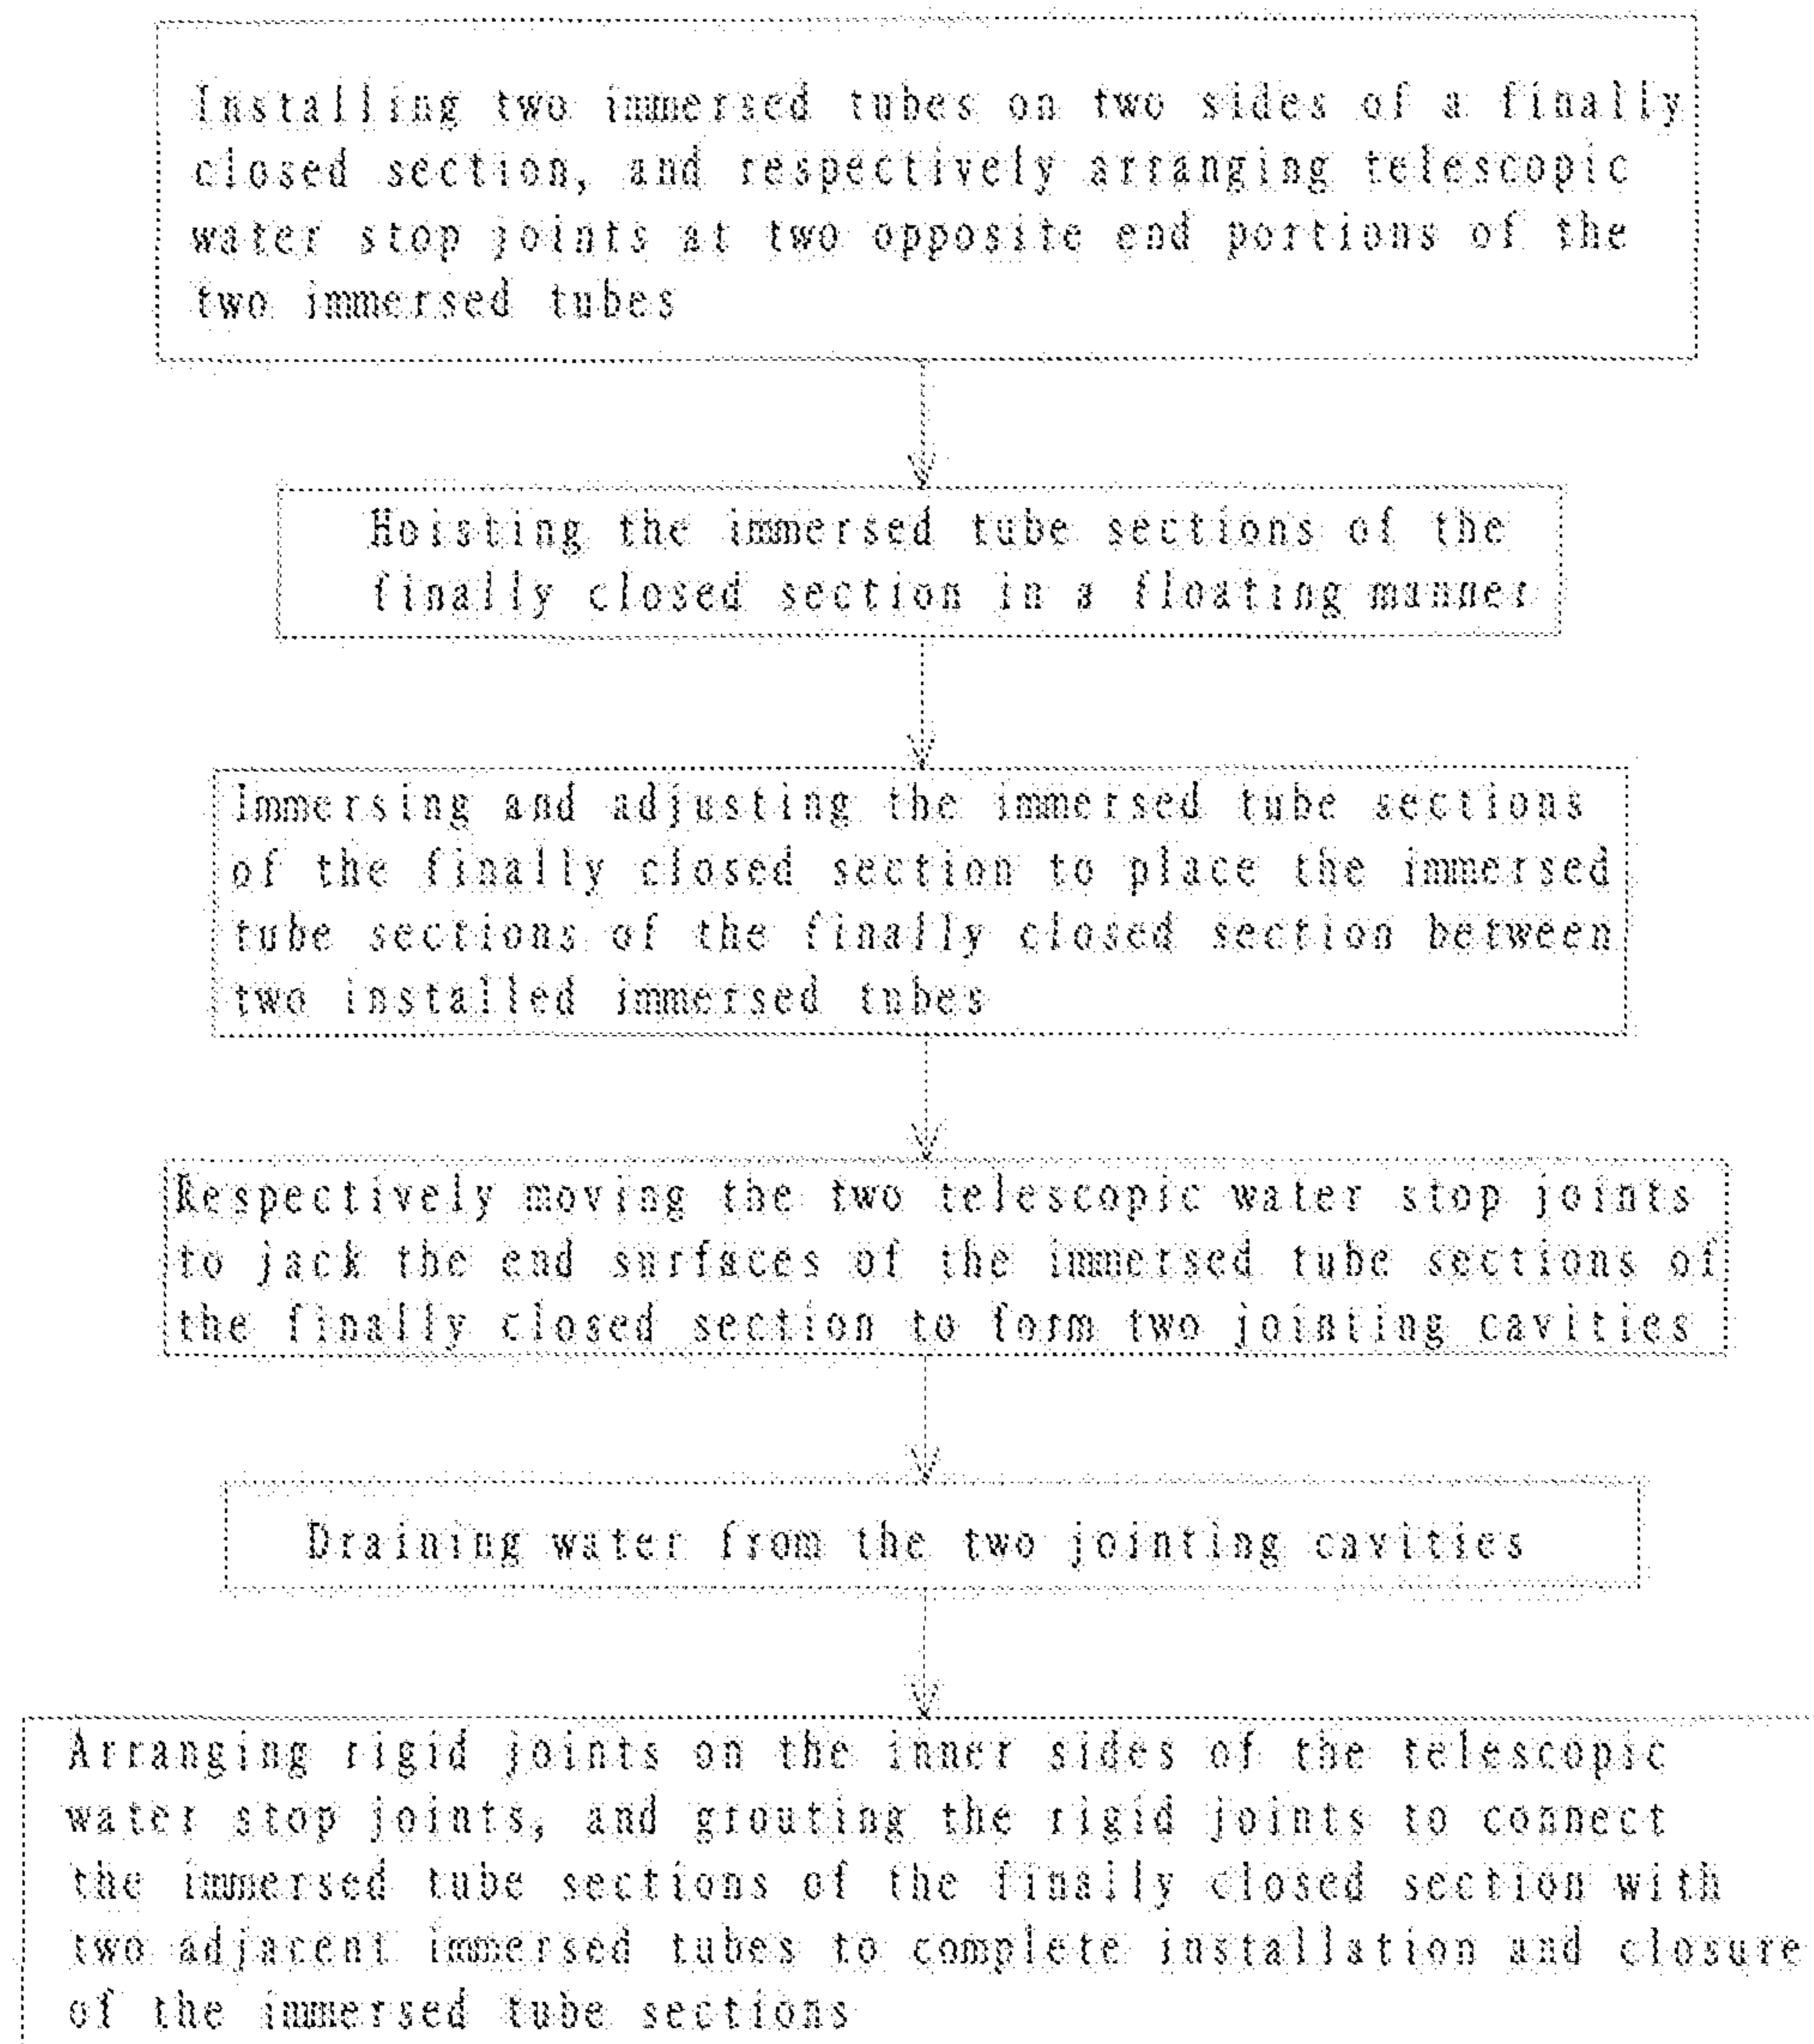 Installing two immersed tubes on two sides of a finally
closed section, and respectively arranging telescopic
water stop joints at two opposite end portions of the
two immersed tubes
Hoisting the immersed tube sections of the
finally closed section in a floating manner
Immersing and adjusting the immersed tube sections
of the finally closed section to place the immersed
tube sections of the finally closed section between
two installed immersed tubes
Respectively moving the two telescopic water stop joints
to jack the end surfaces of the immersed tube sections of
the finally closed section to form two jointing cavities
Draining water from the two jointing cavities
Arranging rigid joints on the inner sides of the telescopic
water stop joints, and grouting the rigid joints to connect
the immersed tube sections of the finally closed section with
two adjacent immersed tubes to complete installation and closure
of the immersed tube sections